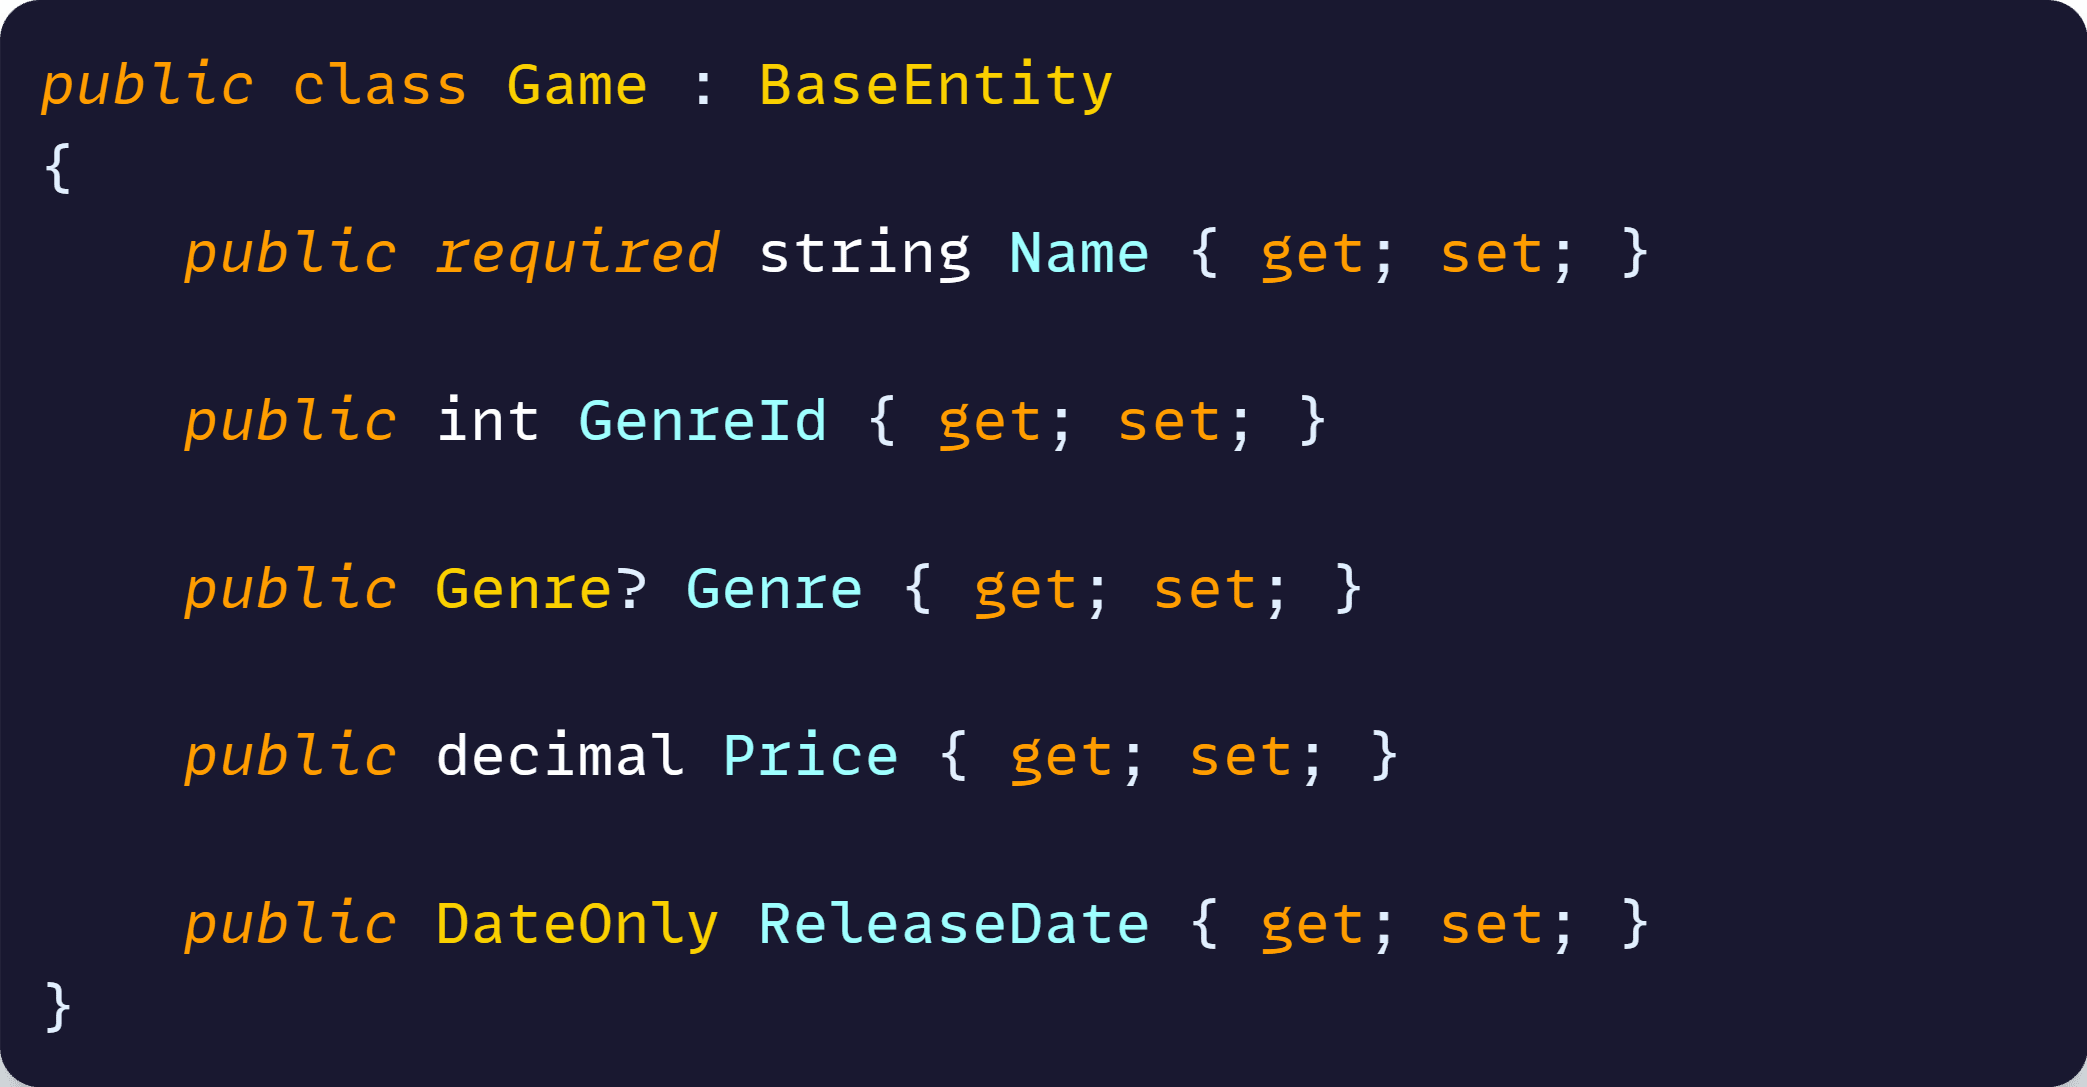 public class Game : BaseEntity
{
    public required string Name { get; set; }
    public int GenreId { get; set; }
    public Genre? Genre { get; set; }
    public decimal Price { get; set; }
    public DateOnly ReleaseDate { get; set; }
}